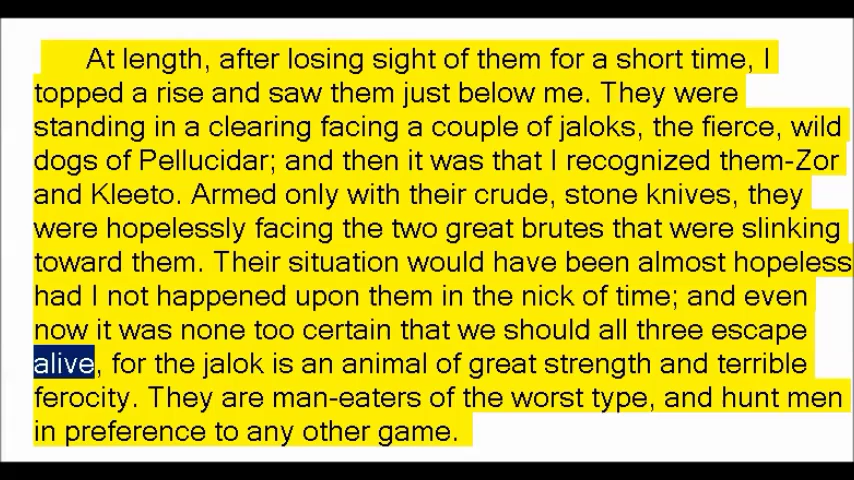 At length, after losing sight of them for a short time, I
topped a rise and saw them just below me. They were
standing in a clearing facing a couple of jaloks, the fierce, wild
dogs of Pellucidar; and then it was that I recognized them-Zor
and Kleeto. Armed only with their crude, stone knives, they
were hopelessly facing the two great brutes that were slinking
toward them. Their situation would have been almost hopeless
had I not happened upon them in the nick of time; and even
now it was none too certain that we should all three escape
alive, for the jalok is an animal of great strength and terrible
ferocity. They are man-eaters of the worst type, and hunt men
in preference to any other game.